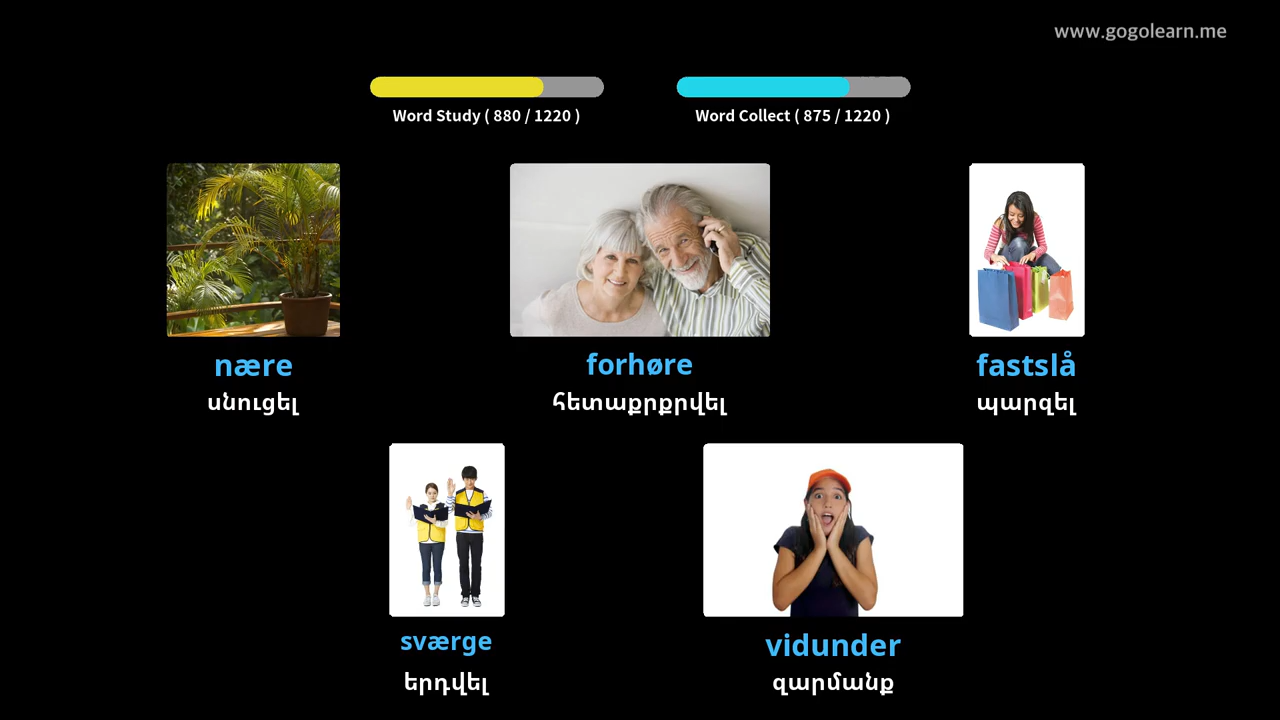 www.gogolearn.me
Word Study ( 880 / 1220 )
Word Collect ( 875 / 1220 )
nære
սնուցել
forhøre
հետաքրքրվել
fastslå
պարզել
sværge
երդվել
vidunder
զարմանք